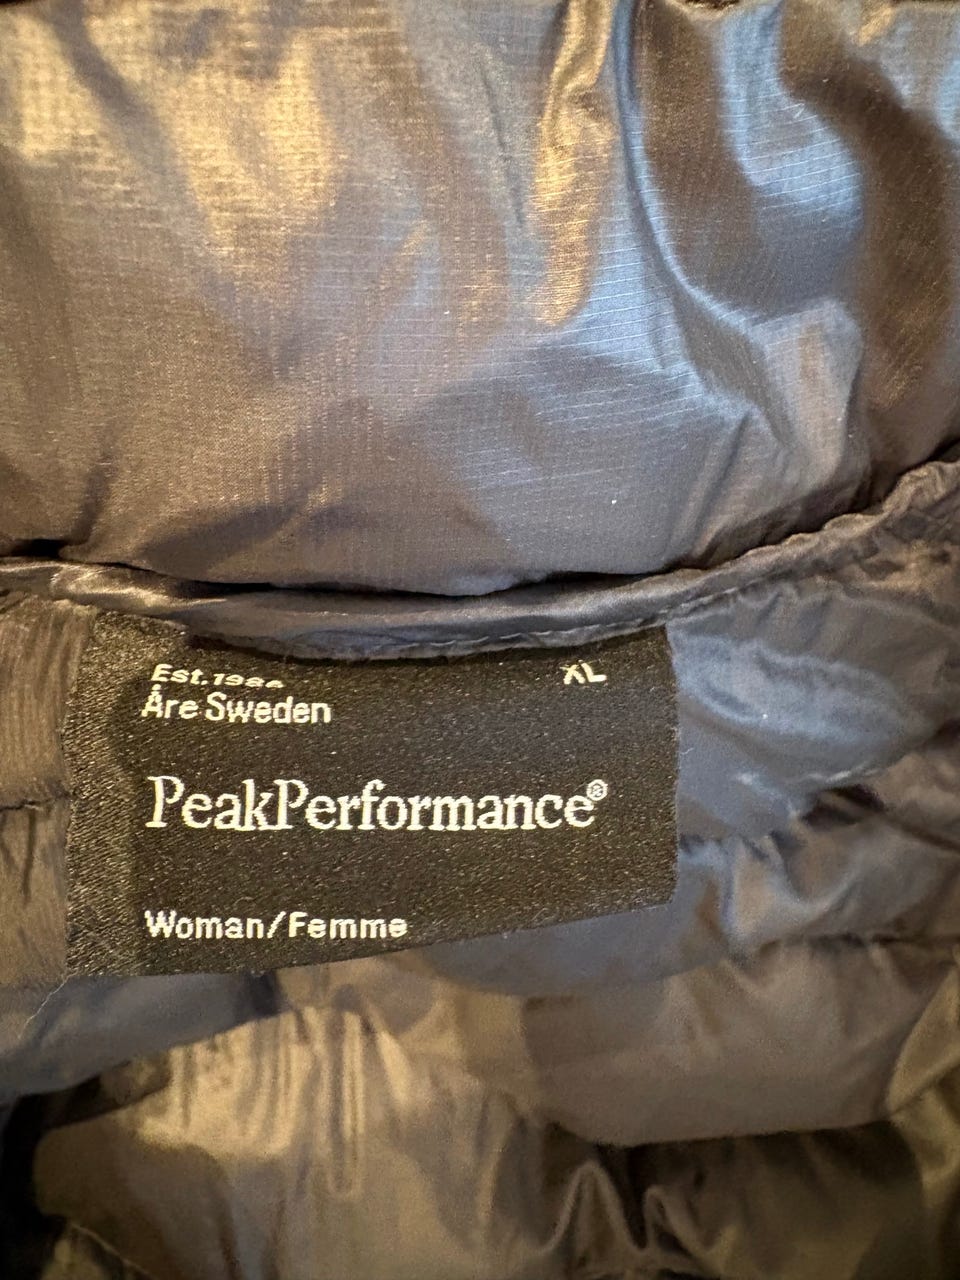 Est. XL
Åre Sweden
PeakPerformance®
Woman/Femme